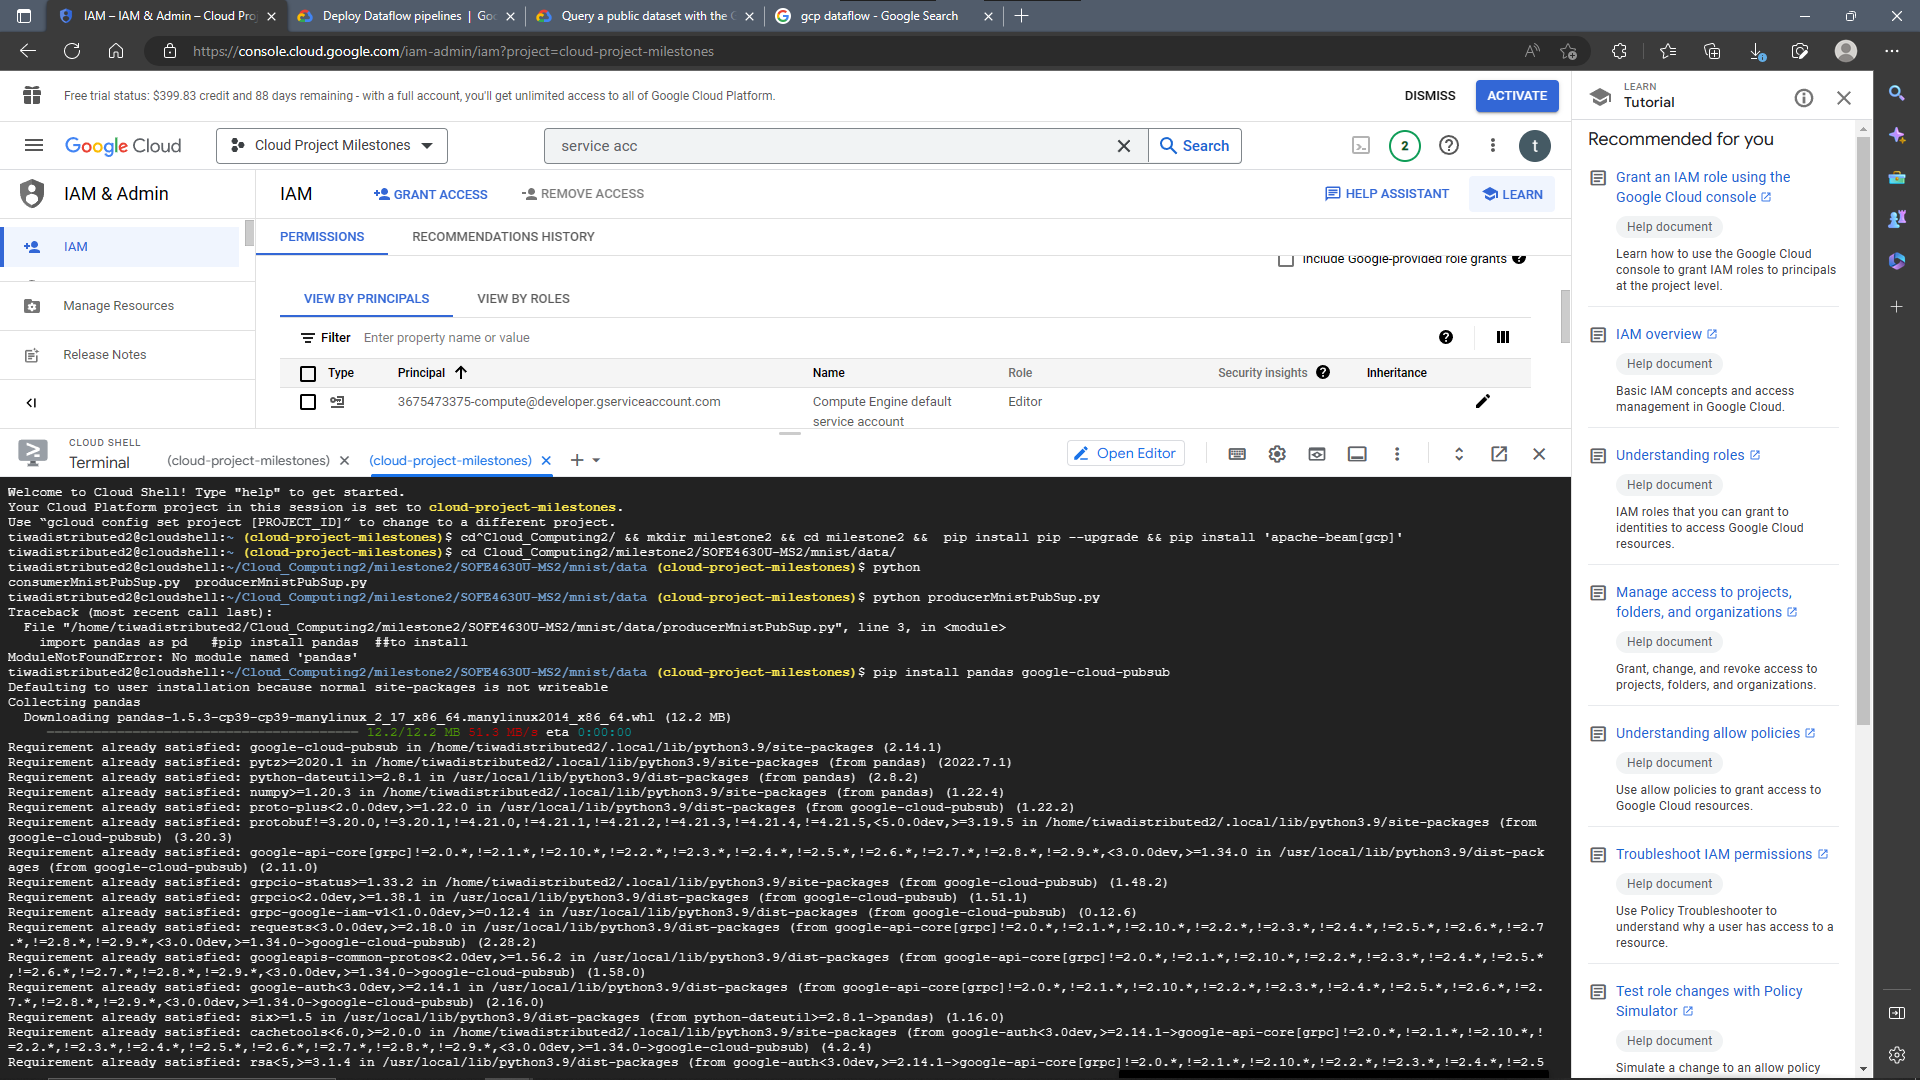 IAM – IAM & Admin – Cloud Pro
Deploy Dataflow pipelines | Goo
Query a public dataset with the G
gcp dataflow - Google Search
https://console.cloud.google.com/iam-admin/iam?project=cloud-project-milestones
Free trial status: $399.83 credit and 88 days remaining - with a full account, you'll get unlimited access to all of Google Cloud Platform.
DISMISS
ACTIVATE
Google Cloud
Cloud Project Milestones
service acc
Search
2
t
IAM & Admin
IAM
GRANT ACCESS
REMOVE ACCESS
HELP ASSISTANT
LEARN
IAM
Manage Resources
Release Notes
PERMISSIONS
RECOMMENDATIONS HISTORY
Include Google-provided role grants
VIEW BY PRINCIPALS
VIEW BY ROLES
Filter
Enter property name or value
Type
Principal
Name
Role
Security insights
Inheritance
3675473375-compute@developer.gserviceaccount.com
Compute Engine default
service account
Editor
CLOUD SHELL
Terminal
(cloud-project-milestones)
(cloud-project-milestones)
Open Editor
Welcome to Cloud Shell! Type "help" to get started.
Your Cloud Platform project in this session is set to cloud-project-milestones.
Use “gcloud config set project [PROJECT_ID]” to change to a different project.
tiwadistributed2@cloudshell:~ (cloud-project-milestones)$ cd^Cloud_Computing2/ && mkdir milestone2 && cd milestone2 &&  pip install pip --upgrade && pip install 'apache-beam[gcp]'
tiwadistributed2@cloudshell:~ (cloud-project-milestones)$ cd Cloud_Computing2/milestone2/SOFE4630U-MS2/mnist/data/
tiwadistributed2@cloudshell:~/Cloud_Computing2/milestone2/SOFE4630U-MS2/mnist/data (cloud-project-milestones)$ python
consumerMnistPubSup.py  producerMnistPubSup.py
tiwadistributed2@cloudshell:~/Cloud_Computing2/milestone2/SOFE4630U-MS2/mnist/data (cloud-project-milestones)$ python producerMnistPubSup.py
Traceback (most recent call last):
  File "/home/tiwadistributed2/Cloud_Computing2/milestone2/SOFE4630U-MS2/mnist/data/producerMnistPubSup.py", line 3, in <module>
    import pandas as pd   #pip install pandas  ##to install
ModuleNotFoundError: No module named 'pandas'
tiwadistributed2@cloudshell:~/Cloud_Computing2/milestone2/SOFE4630U-MS2/mnist/data (cloud-project-milestones)$ pip install pandas google-cloud-pubsub
Defaulting to user installation because normal site-packages is not writeable
Collecting pandas
  Downloading pandas-1.5.3-cp39-cp39-manylinux_2_17_x86_64.manylinux2014_x86_64.whl (12.2 MB)
12.2/12.2 MB 51.3 MB/s eta 0:00:00
Requirement already satisfied: google-cloud-pubsub in /home/tiwadistributed2/.local/lib/python3.9/site-packages (2.14.1)
Requirement already satisfied: pytz>=2020.1 in /home/tiwadistributed2/.local/lib/python3.9/site-packages (from pandas) (2022.7.1)
Requirement already satisfied: python-dateutil>=2.8.1 in /usr/local/lib/python3.9/dist-packages (from pandas) (2.8.2)
Requirement already satisfied: numpy>=1.20.3 in /home/tiwadistributed2/.local/lib/python3.9/site-packages (from pandas) (1.22.4)
Requirement already satisfied: proto-plus<2.0.0dev,>=1.22.0 in /usr/local/lib/python3.9/dist-packages (from google-cloud-pubsub) (1.22.2)
Requirement already satisfied: protobuf!=3.20.0,!=3.20.1,!=4.21.0,!=4.21.1,!=4.21.2,!=4.21.3,!=4.21.4,!=4.21.5,<5.0.0dev,>=3.19.5 in /home/tiwadistributed2/.local/lib/python3.9/site-packages (from
google-cloud-pubsub) (3.20.3)
Requirement already satisfied: google-api-core[grpc]!=2.0.*,!=2.1.*,!=2.10.*,!=2.2.*,!=2.3.*,!=2.4.*,!=2.5.*,!=2.6.*,!=2.7.*,!=2.8.*,!=2.9.*,<3.0.0dev,>=1.34.0 in /usr/local/lib/python3.9/dist-pack
ages (from google-cloud-pubsub) (2.11.0)
Requirement already satisfied: grpcio-status>=1.33.2 in /home/tiwadistributed2/.local/lib/python3.9/site-packages (from google-cloud-pubsub) (1.48.2)
Requirement already satisfied: grpcio<2.0dev,>=1.38.1 in /usr/local/lib/python3.9/dist-packages (from google-cloud-pubsub) (1.51.1)
Requirement already satisfied: grpc-google-iam-v1<1.0.0dev,>=0.12.4 in /usr/local/lib/python3.9/dist-packages (from google-cloud-pubsub) (0.12.6)
Requirement already satisfied: requests<3.0.0dev,>=2.18.0 in /usr/local/lib/python3.9/dist-packages (from google-api-core[grpc]!=2.0.*,!=2.1.*,!=2.10.*,!=2.2.*,!=2.3.*,!=2.4.*,!=2.5.*,!=2.6.*,!=2.7
.*,!=2.8.*,!=2.9.*,<3.0.0dev,>=1.34.0->google-cloud-pubsub) (2.28.2)
Requirement already satisfied: googleapis-common-protos<2.0dev,>=1.56.2 in /usr/local/lib/python3.9/dist-packages (from google-api-core[grpc]!=2.0.*,!=2.1.*,!=2.10.*,!=2.2.*,!=2.3.*,!=2.4.*,!=2.5.*
,!=2.6.*,!=2.7.*,!=2.8.*,!=2.9.*,<3.0.0dev,>=1.34.0->google-cloud-pubsub) (1.58.0)
Requirement already satisfied: google-auth<3.0dev,>=2.14.1 in /usr/local/lib/python3.9/dist-packages (from google-api-core[grpc]!=2.0.*,!=2.1.*,!=2.10.*,!=2.2.*,!=2.3.*,!=2.4.*,!=2.5.*,!=2.6.*,!=2.
7.*,!=2.8.*,!=2.9.*,<3.0.0dev,>=1.34.0->google-cloud-pubsub) (2.16.0)
Requirement already satisfied: six>=1.5 in /usr/local/lib/python3.9/dist-packages (from python-dateutil>=2.8.1->pandas) (1.16.0)
Requirement already satisfied: cachetools<6.0,>=2.0.0 in /usr/local/lib/python3.9/dist-packages (from google-auth<3.0dev,>=2.14.1->google-api-core[grpc]!=2.0.*,!=2.1.*,!=2.10.*,!
=2.2.*,!=2.3.*,!=2.4.*,!=2.5.*,!=2.6.*,!=2.7.*,!=2.8.*,!=2.9.*,<3.0.0dev,>=1.34.0->google-cloud-pubsub) (4.2.4)
Requirement already satisfied: rsa<5,>=3.1.4 in /usr/local/lib/python3.9/dist-packages (from google-auth<3.0dev,>=2.14.1->google-api-core[grpc]!=2.0.*,!=2.1.*,!=2.10.*,!=2.2.*,!=2.3.*,!=2.4.*,!=2.5
LEARN
Tutorial
Recommended for you
Grant an IAM role using the
Google Cloud console
Help document
Learn how to use the Google Cloud
console to grant IAM roles to principals
at the project level.
IAM overview
Help document
Basic IAM concepts and access
management in Google Cloud.
Understanding roles
Help document
IAM roles that you can grant to
identities to access Google Cloud
resources.
Manage access to projects,
folders, and organizations
Help document
Grant, change, and revoke access to
projects, folders, and organizations.
Understanding allow policies
Help document
Use allow policies to grant access to
Google Cloud resources.
Troubleshoot IAM permissions
Help document
Use Policy Troubleshooter to
understand why a user has access to a
resource.
Test role changes with Policy
Simulator
Help document
Simulate a change to an allow policy